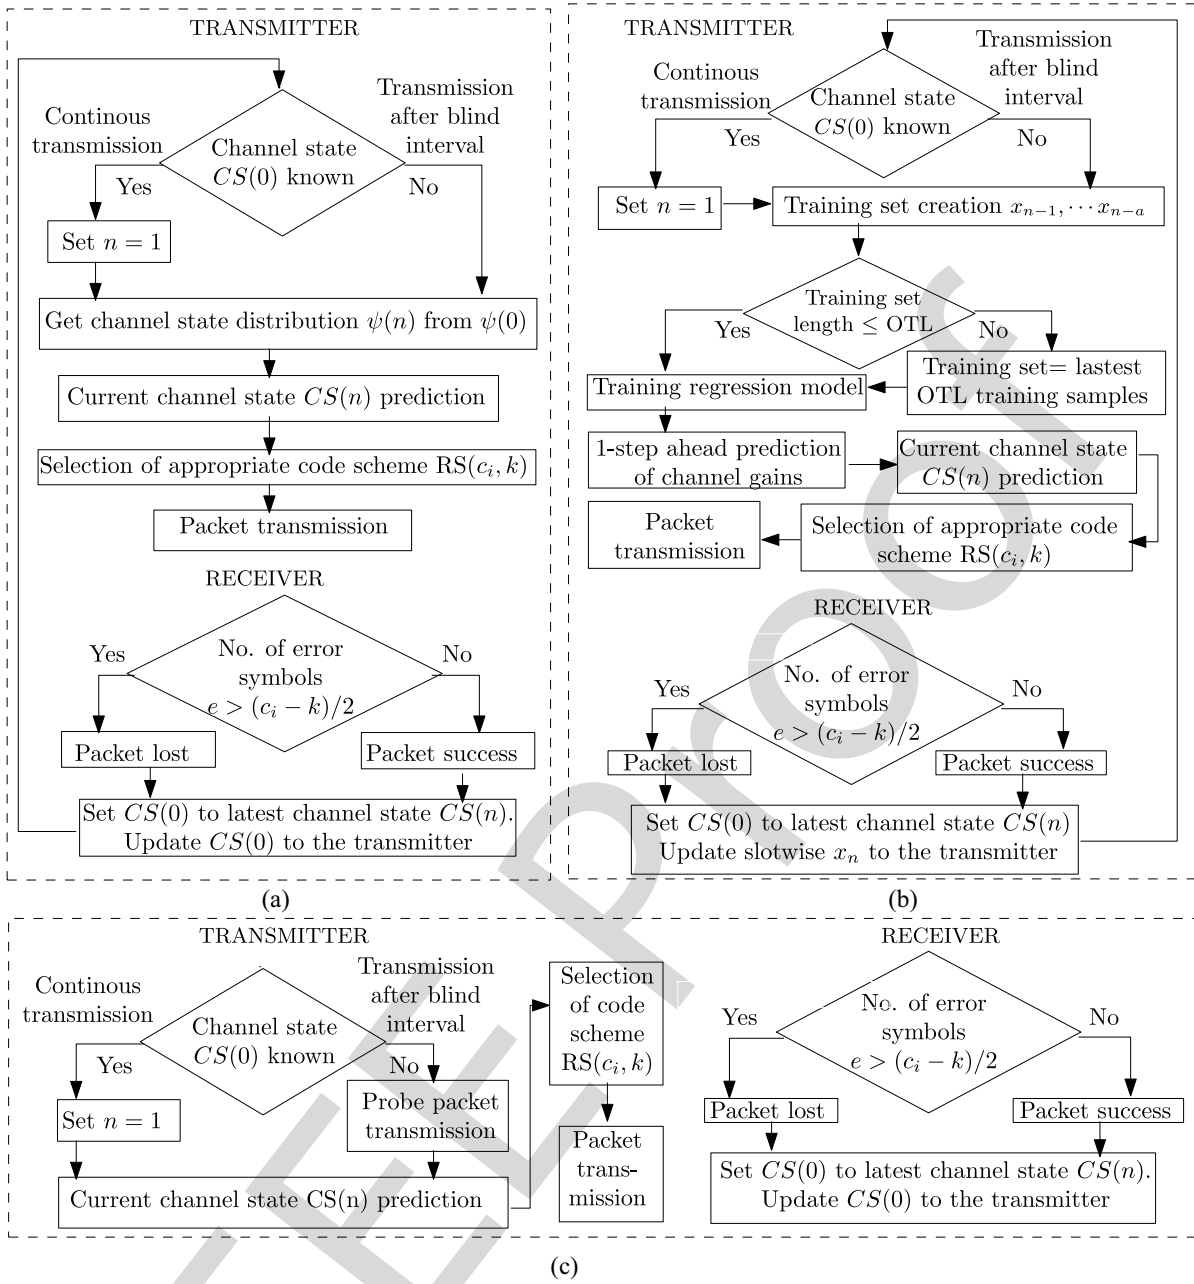 TRANSMITTER
Continous
transmission
Transmission
after blind
interval
Channel state
CS(0) known
Yes
No
Set n = 1
Get channel state distribution ψ(n) from ψ(0)
Current channel state CS(n) prediction
Selection of appropriate code scheme RS(c_i, k)
Packet transmission
RECEIVER
No. of error
symbols
e > (c_i − k)/2
Yes
No
Packet lost
Packet success
Set CS(0) to latest channel state CS(n).
Update CS(0) to the transmitter
(a)
TRANSMITTER
Continous
transmission
Transmission
after blind
interval
Channel state
CS(0) known
Yes
No
Set n = 1
Training set creation x_{n−1}, ⋯ x_{n−a}
Training set
length ≤ OTL
Yes
No
Training regression model
Training set= lastest
OTL training samples
1-step ahead prediction
of channel gains
Current channel state
CS(n) prediction
Packet
transmission
Selection of appropriate code
scheme RS(c_i, k)
RECEIVER
No. of error
symbols
e > (c_i − k)/2
Yes
No
Packet lost
Packet success
Set CS(0) to latest channel state CS(n)
Update slotwise x_n to the transmitter
(b)
TRANSMITTER
Continous
transmission
Transmission
after blind
interval
Channel state
CS(0) known
Yes
No
Set n = 1
Probe packet
transmission
Current channel state CS(n) prediction
Selection
of code
scheme
RS(c_i, k)
Packet
trans-
mission
RECEIVER
No. of error
symbols
e > (c_i − k)/2
Yes
No
Packet lost
Packet success
Set CS(0) to latest channel state CS(n).
Update CS(0) to the transmitter
(c)
EE Proof